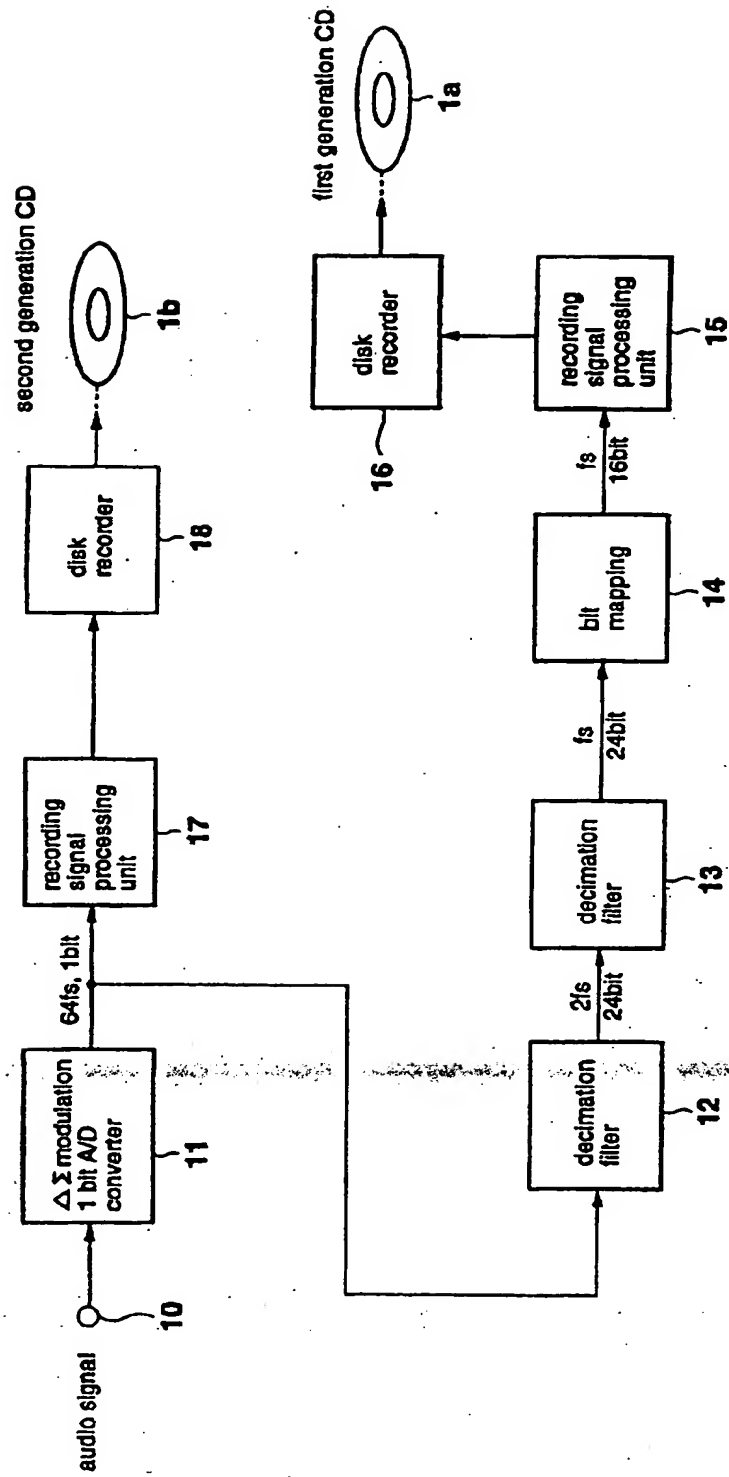 audio signal
10
ΔΣ modulation
1 bit A/D
converter
11
64fs, 1bit
recording
signal
processing
unit
17
disk
recorder
18
second generation CD
1b
decimation
filter
12
2fs
24bit
decimation
filter
13
fs
24bit
bit
mapping
14
fs
16bit
recording
signal
processing
unit
15
disk
recorder
16
first generation CD
1a